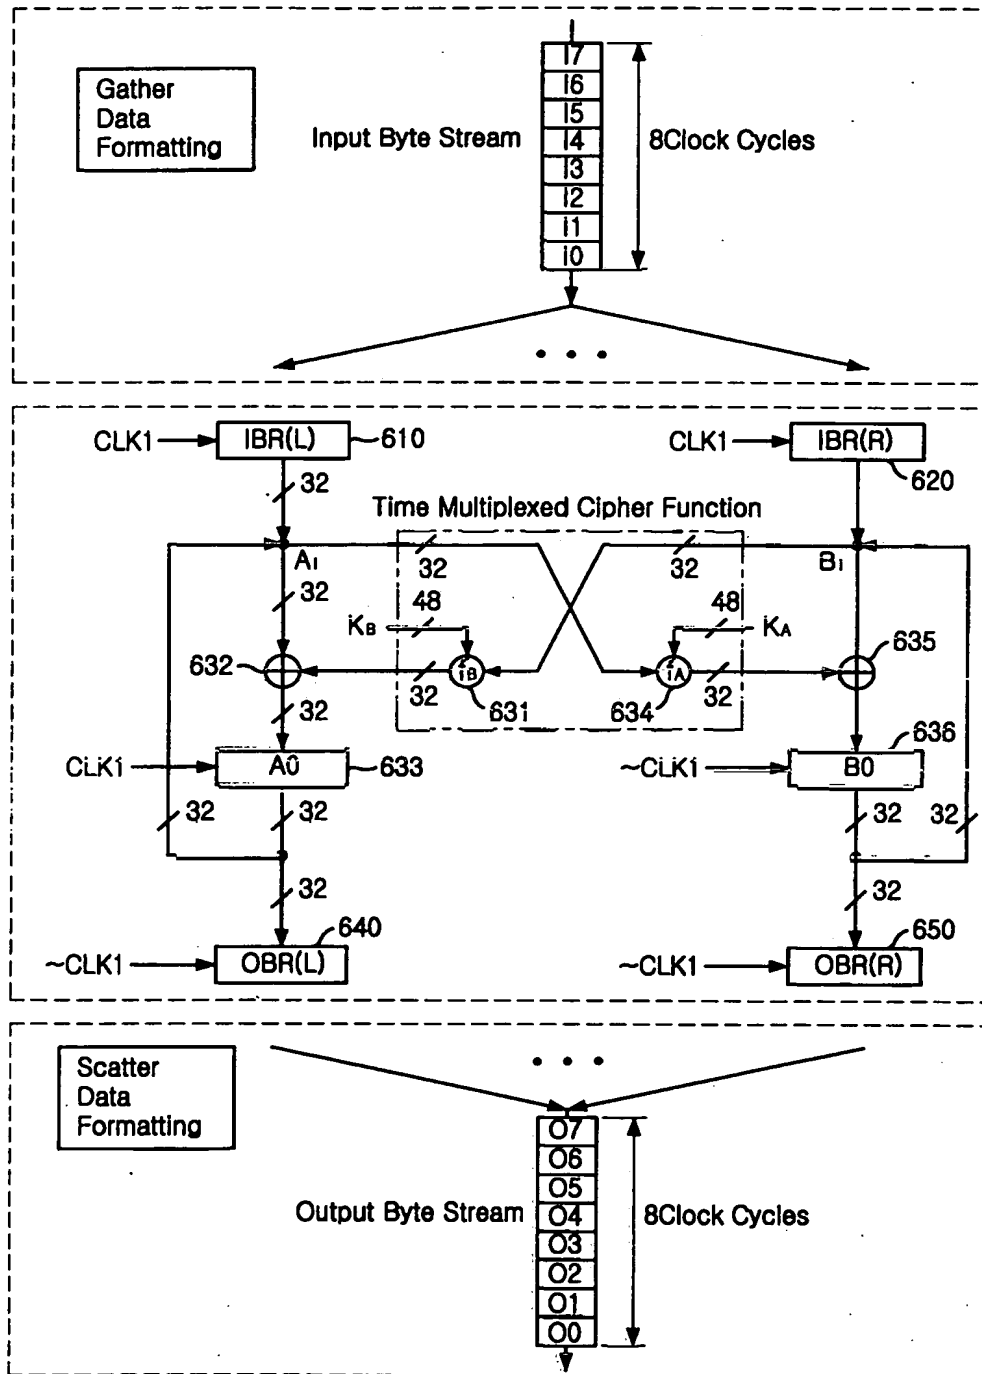 Gather
Data
Formatting
Input Byte Stream
I7
I6
I5
I4
I3
I2
I1
I0
8Clock Cycles
CLK1
IBR(L)
610
CLK1
IBR(R)
620
32
Time Multiplexed Cipher Function
Ai
32
32
Bi
32
KB
48
48
KA
632
fB
32
631
fA
32
634
635
32
CLK1
A0
633
~CLK1
B0
636
32
32
32
32
32
32
~CLK1
OBR(L)
640
~CLK1
OBR(R)
650
Scatter
Data
Formatting
Output Byte Stream
O7
O6
O5
O4
O3
O2
O1
O0
8Clock Cycles